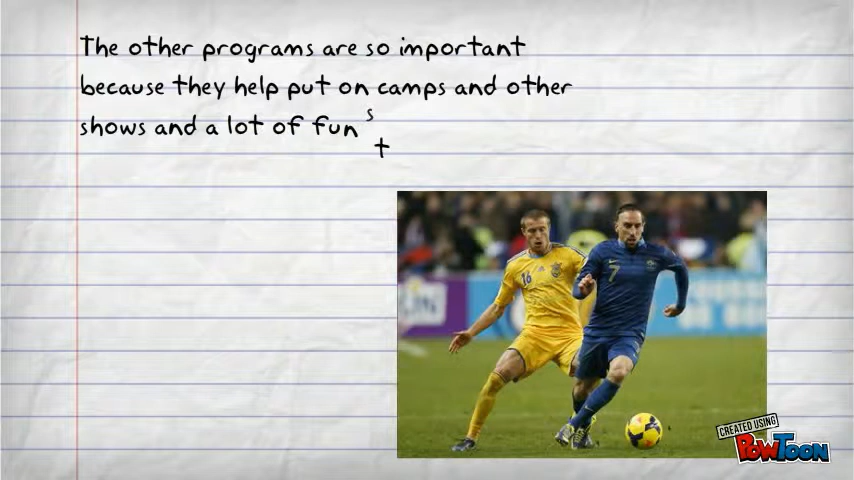 The other programs are so important
because they help put on camps and other
shows and a lot of fun st
16
7
CREATED USING
POWTOON